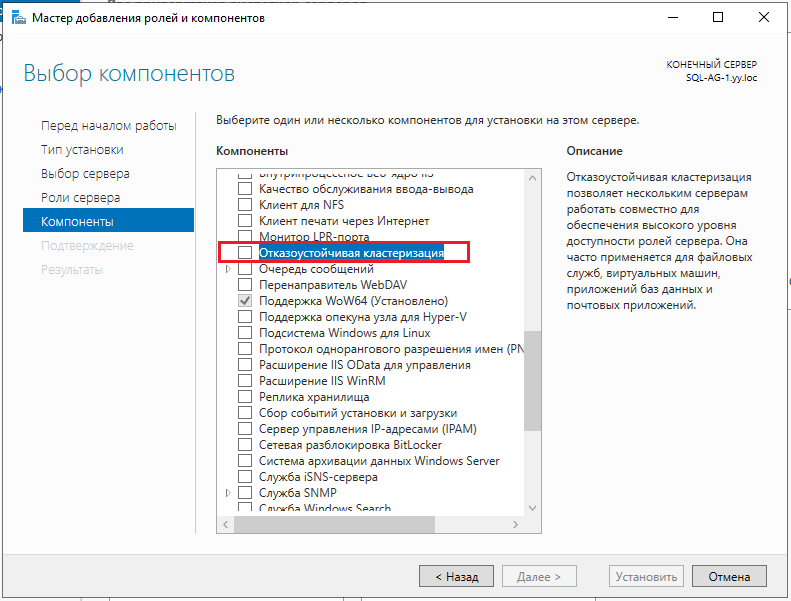 Мастер добавления ролей и компонентов
Выбор компонентов
КОНЕЧНЫЙ СЕРВЕР
SQL-AG-1.yy.loc
Перед началом работы
Тип установки
Выбор сервера
Роли сервера
Компоненты
Подтверждение
Результаты
Выберите один или несколько компонентов для установки на этом сервере.
Компоненты
Внутрипроцессное веб-ядро IIS
Качество обслуживания ввода-вывода
Клиент для NFS
Клиент печати через Интернет
Монитор LPR-порта
Отказоустойчивая кластеризация
Очередь сообщений
Перенаправитель WebDAV
Поддержка WoW64 (Установлено)
Поддержка опекуна узла для Hyper-V
Подсистема Windows для Linux
Протокол однорангового разрешения имен (PN
Расширение IIS OData для управления
Расширение IIS WinRM
Реплика хранилища
Сбор событий установки и загрузки
Сервер управления IP-адресами (IPAM)
Сетевая разблокировка BitLocker
Система архивации данных Windows Server
Служба iSNS-сервера
Служба SNMP
Служба Windows Search
Описание
Отказоустойчивая кластеризация
позволяет нескольким серверам
работать совместно для
обеспечения высокого уровня
доступности ролей сервера. Она
часто применяется для файловых
служб, виртуальных машин,
приложений баз данных и
почтовых приложений.
< Назад
Далее >
Установить
Отмена